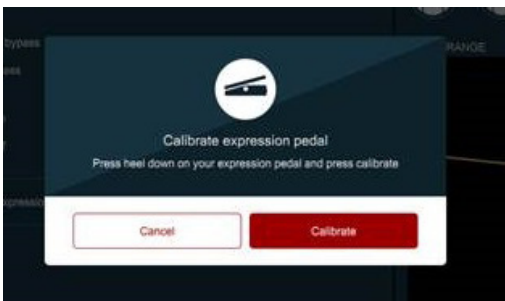 bypass
RANGE
Calibrate expression pedal
Press heel down on your expression pedal and press calibrate
Cancel
Calibrate